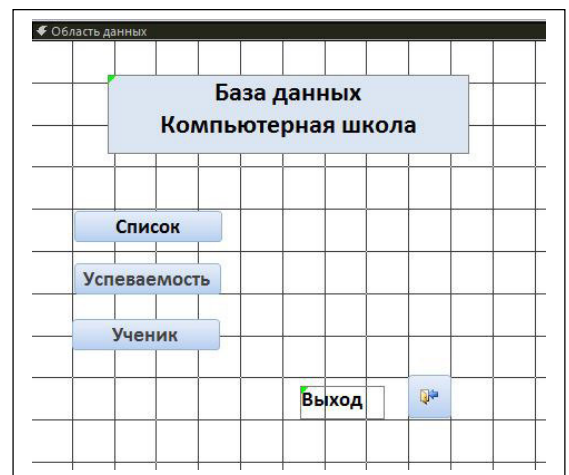 Область данных
База данных
Компьютерная школа
Список
Успеваемость
Ученик
Выход